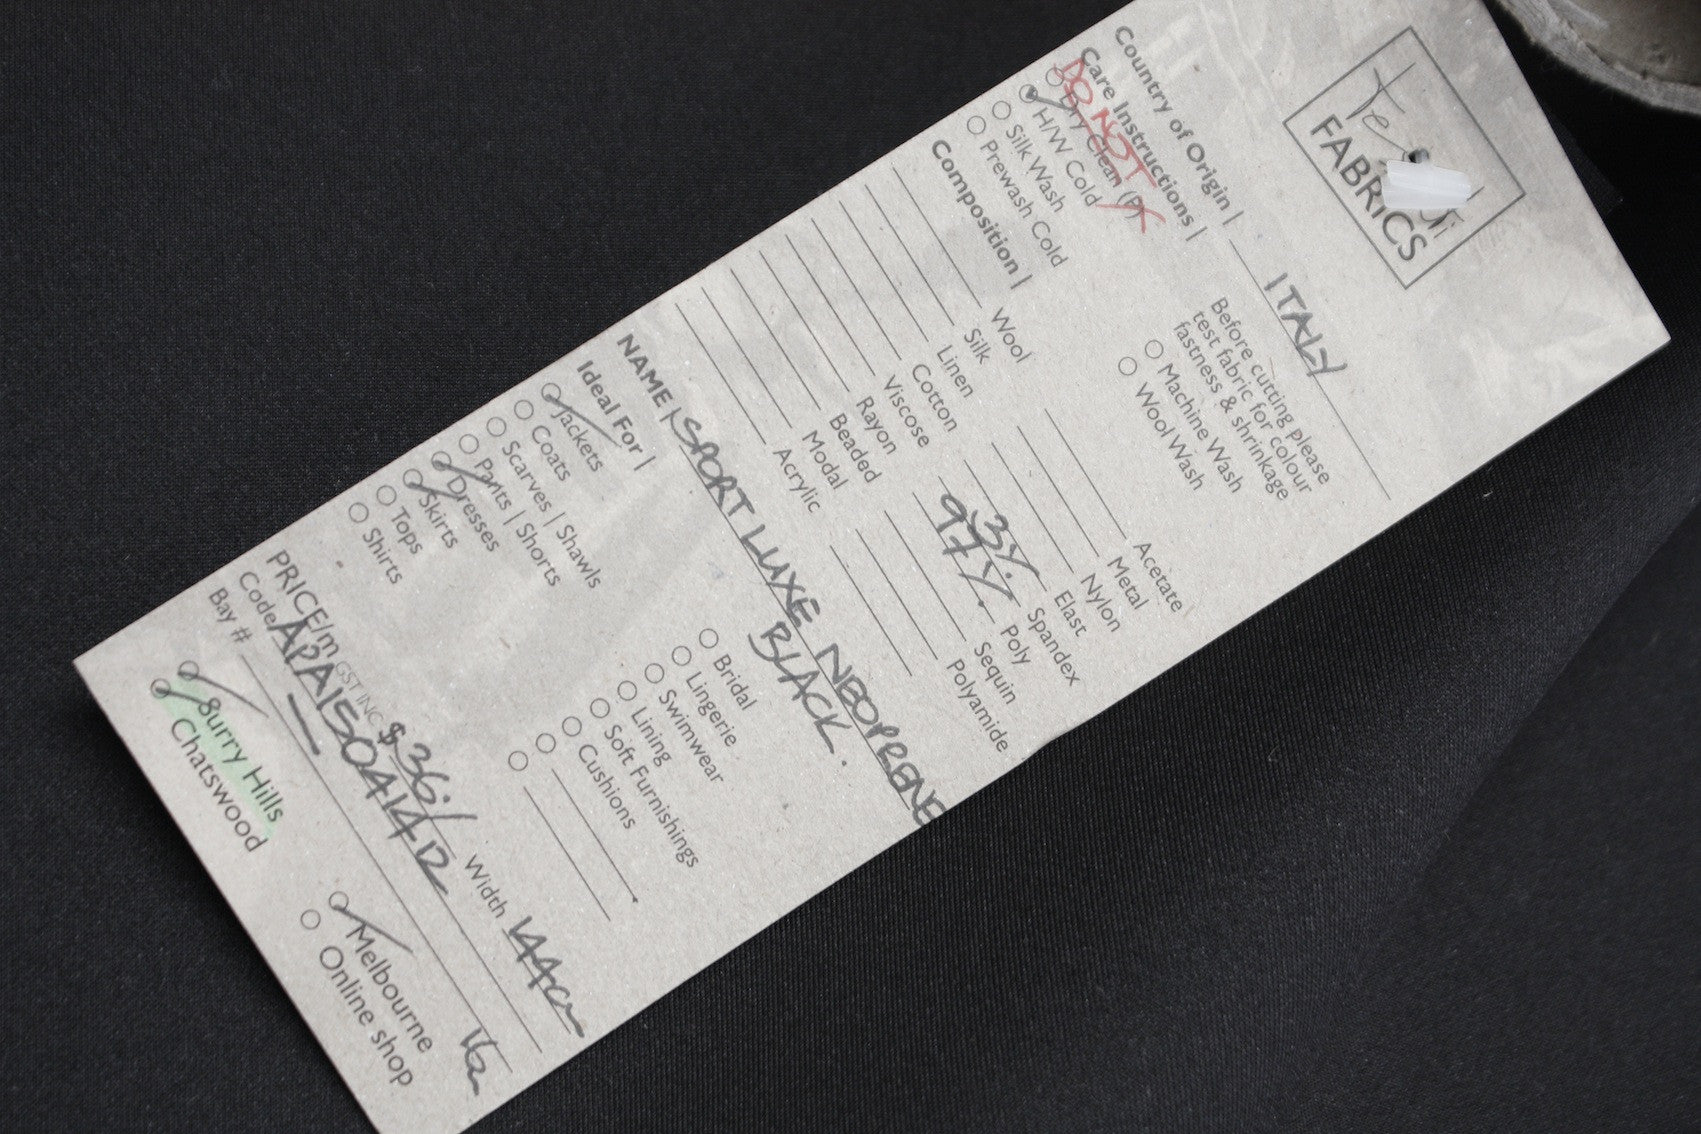 FABRICS
Country of Origin | ITALY
Care Instructions |
DO NOT
Dry Clean (P)
H/W Cold
Silk Wash
Prewash Cold
Before cutting please
test fabric for colour
fastness & shrinkage
Machine Wash
Wool Wash
Composition |
Wool
Silk
Linen
Cotton
Viscose
Rayon
Beaded
Modal
Acrylic
Acetate
Metal
Nylon
3% Elast
Spandex
97% Poly
Sequin
Polyamide
NAME | SPORT LUXE NEOPRENE
BLACK.
Ideal For |
Jackets
Coats
Scarves | Shawls
Pants | Shorts
Dresses
Skirts
Tops
Shirts
Bridal
Lingerie
Swimwear
Lining
Soft Furnishings
Cushions
PRICE/m GST INC $36./ Width 144cm
Code APA150414-12
Bay #
Surry Hills
Chatswood
Melbourne
Online shop